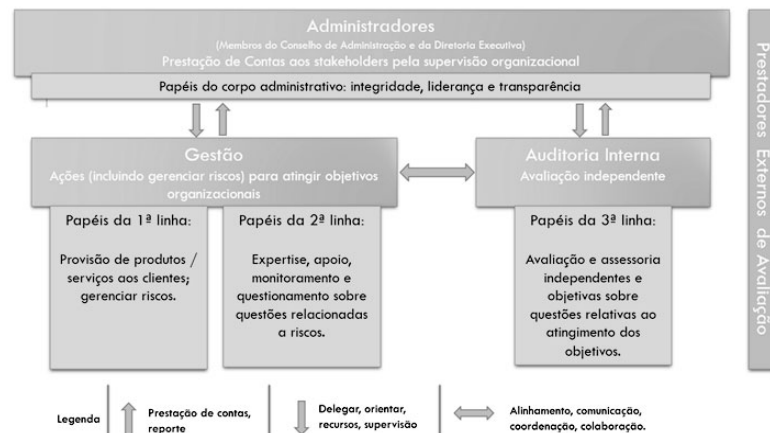 Administradores
(Membros do Conselho de Administração e da Diretoria Executiva)
Prestação de Contas aos stakeholders pela supervisão organizacional
Papéis do corpo administrativo: integridade, liderança e transparência
Gestão
Ações (incluindo gerenciar riscos) para atingir objetivos
organizacionais
Auditoria Interna
Avaliação independente
Papéis da 1ª linha:
Provisão de produtos /
serviços aos clientes;
gerenciar riscos.
Papéis da 2ª linha:
Expertise, apoio,
monitoramento e
questionamento sobre
questões relacionadas
a riscos.
Papéis da 3ª linha:
Avaliação e assessoria
independentes e
objetivas sobre
questões relativas ao
atingimento dos
objetivos.
Prestadores Externos de Avaliação
Legenda
Prestação de contas,
reporte
Delegar, orientar,
recursos, supervisão
Alinhamento, comunicação,
coordenação, colaboração.